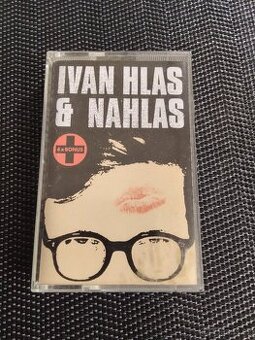 IVAN HLAS
& NAHLAS
4 x BONUS